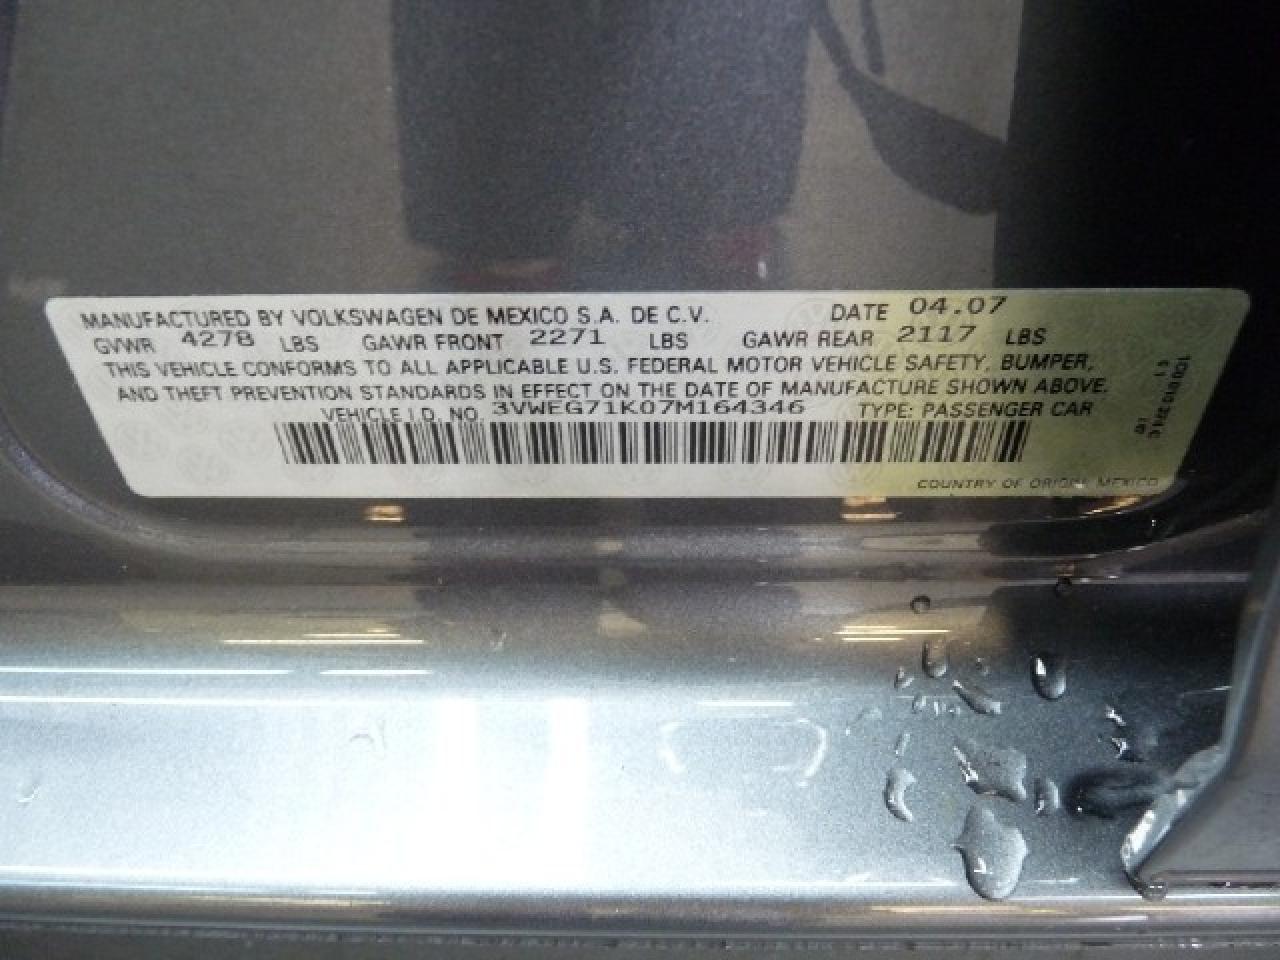 MANUFACTURED BY VOLKSWAGEN DE MEXICO S.A. DE C.V. DATE 04.07
GVWR 4278 LBS GAWR FRONT 2271 LBS GAWR REAR 2117 LBS
THIS VEHICLE CONFORMS TO ALL APPLICABLE U.S. FEDERAL MOTOR VEHICLE SAFETY, BUMPER,
AND THEFT PREVENTION STANDARDS IN EFFECT ON THE DATE OF MANUFACTURE SHOWN ABOVE.
VEHICLE I.D. NO. 3VWEG71K07M164346 TYPE: PASSENGER CAR
COUNTRY OF ORIGIN, MEXICO